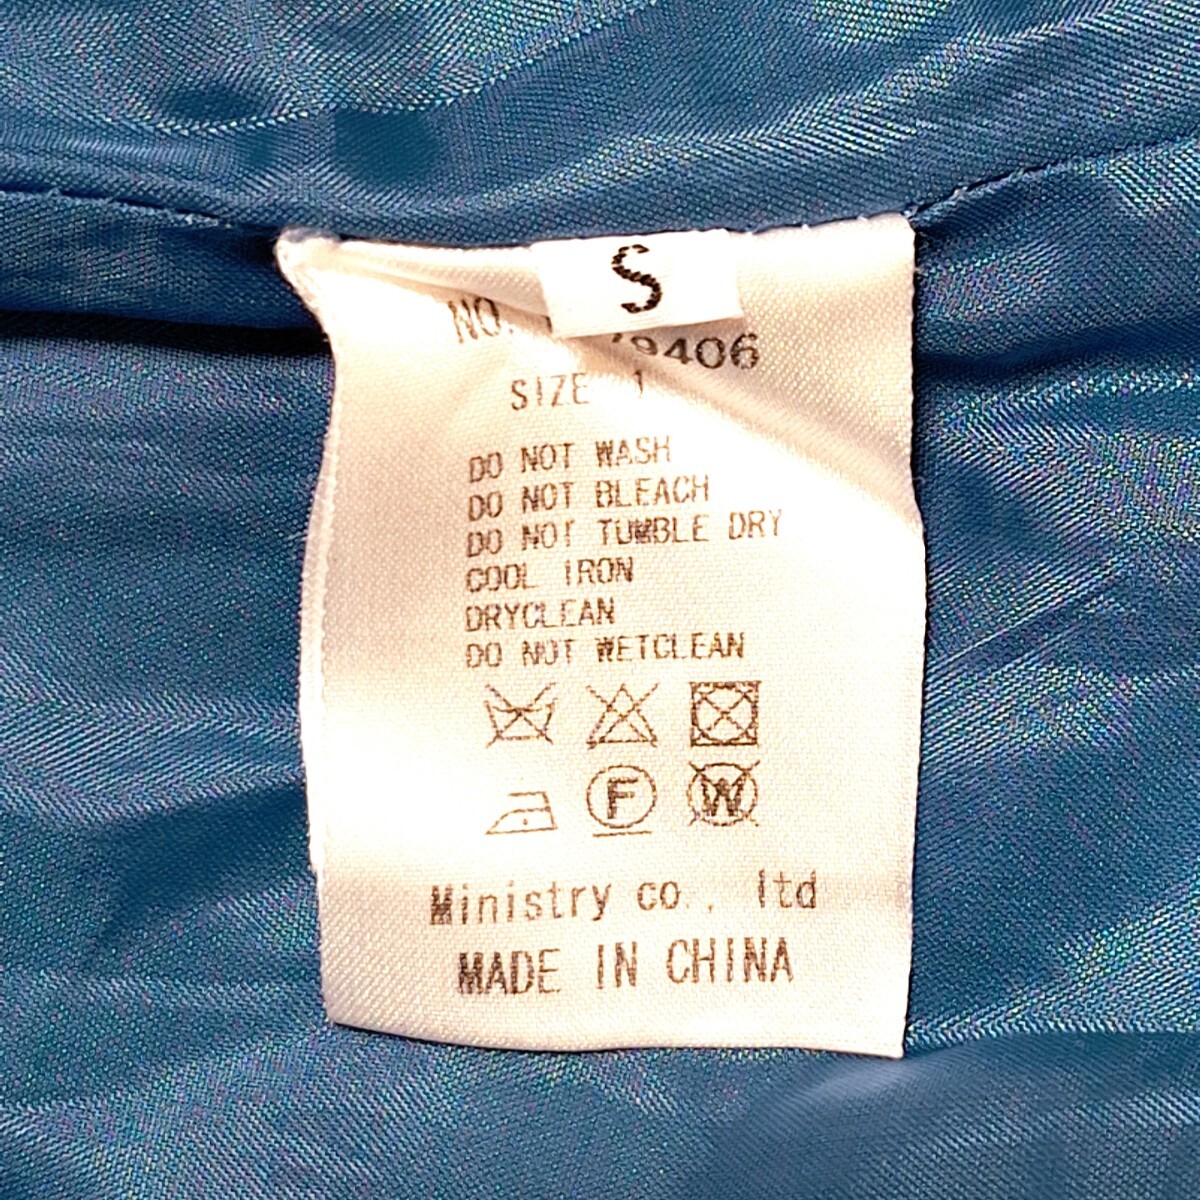 S
NO. 9406
SIZE 1
DO NOT WASH
DO NOT BLEACH
DO NOT TUMBLE DRY
COOL IRON
DRYCLEAN
DO NOT WETCLEAN
F W
Ministry co., ltd
MADE IN CHINA